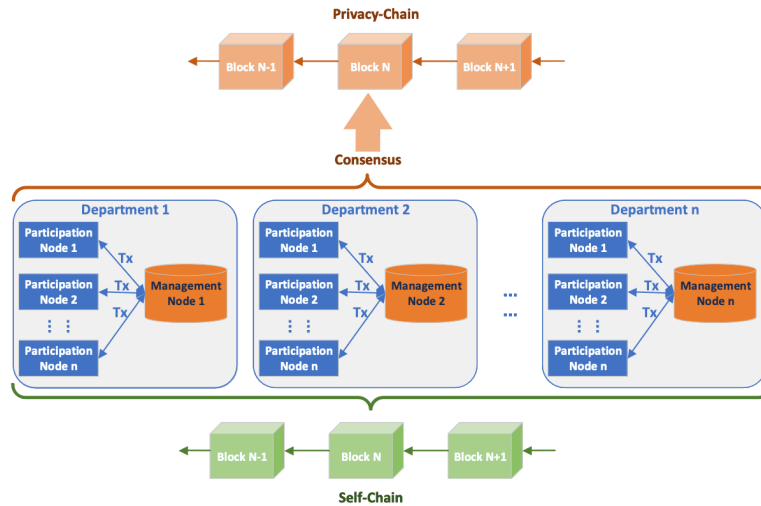 Privacy-Chain
Block N-1
Block N
Block N+1
Consensus
Department 1
Participation
Node 1
Tx
Participation
Node 2
Tx
Management
Node 1
Tx
Participation
Node n
Department 2
Participation
Node 1
Tx
Participation
Node 2
Tx
Management
Node 2
Tx
Participation
Node n
...
...
Department n
Participation
Node 1
Tx
Participation
Node 2
Tx
Management
Node n
Tx
Participation
Node n
Block N-1
Block N
Block N+1
Self-Chain